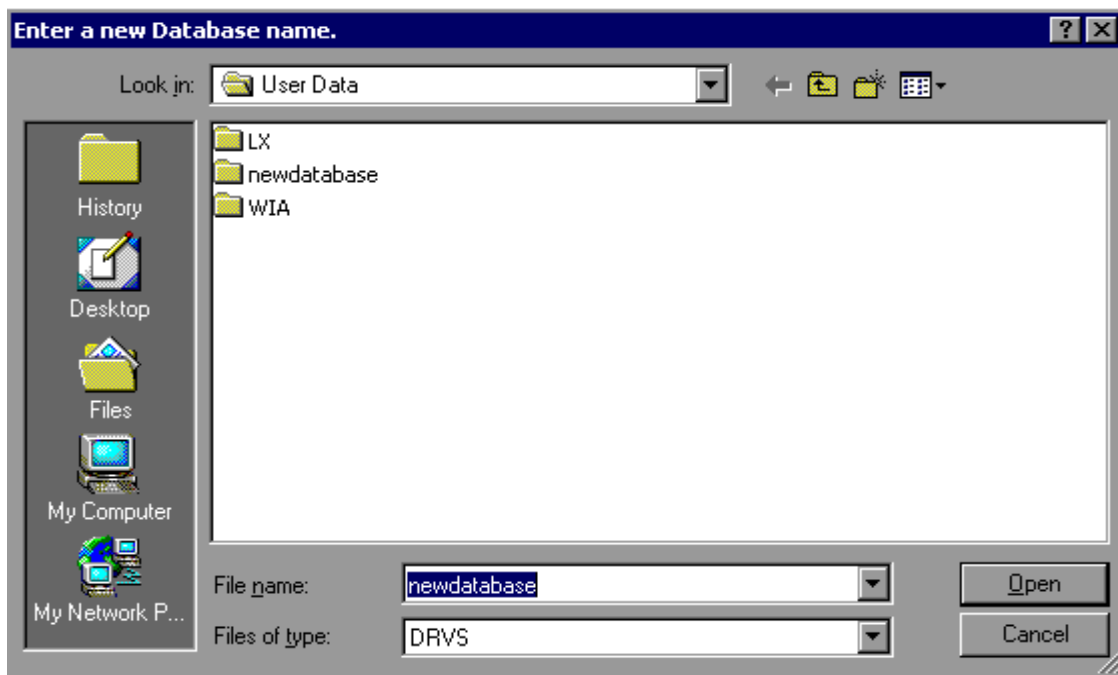 Enter a new Database name.
Look in: User Data
LX
newdatabase
WIA
History
Desktop
Files
My Computer
My Network P...
File name: newdatabase Open
Files of type: DRVS Cancel